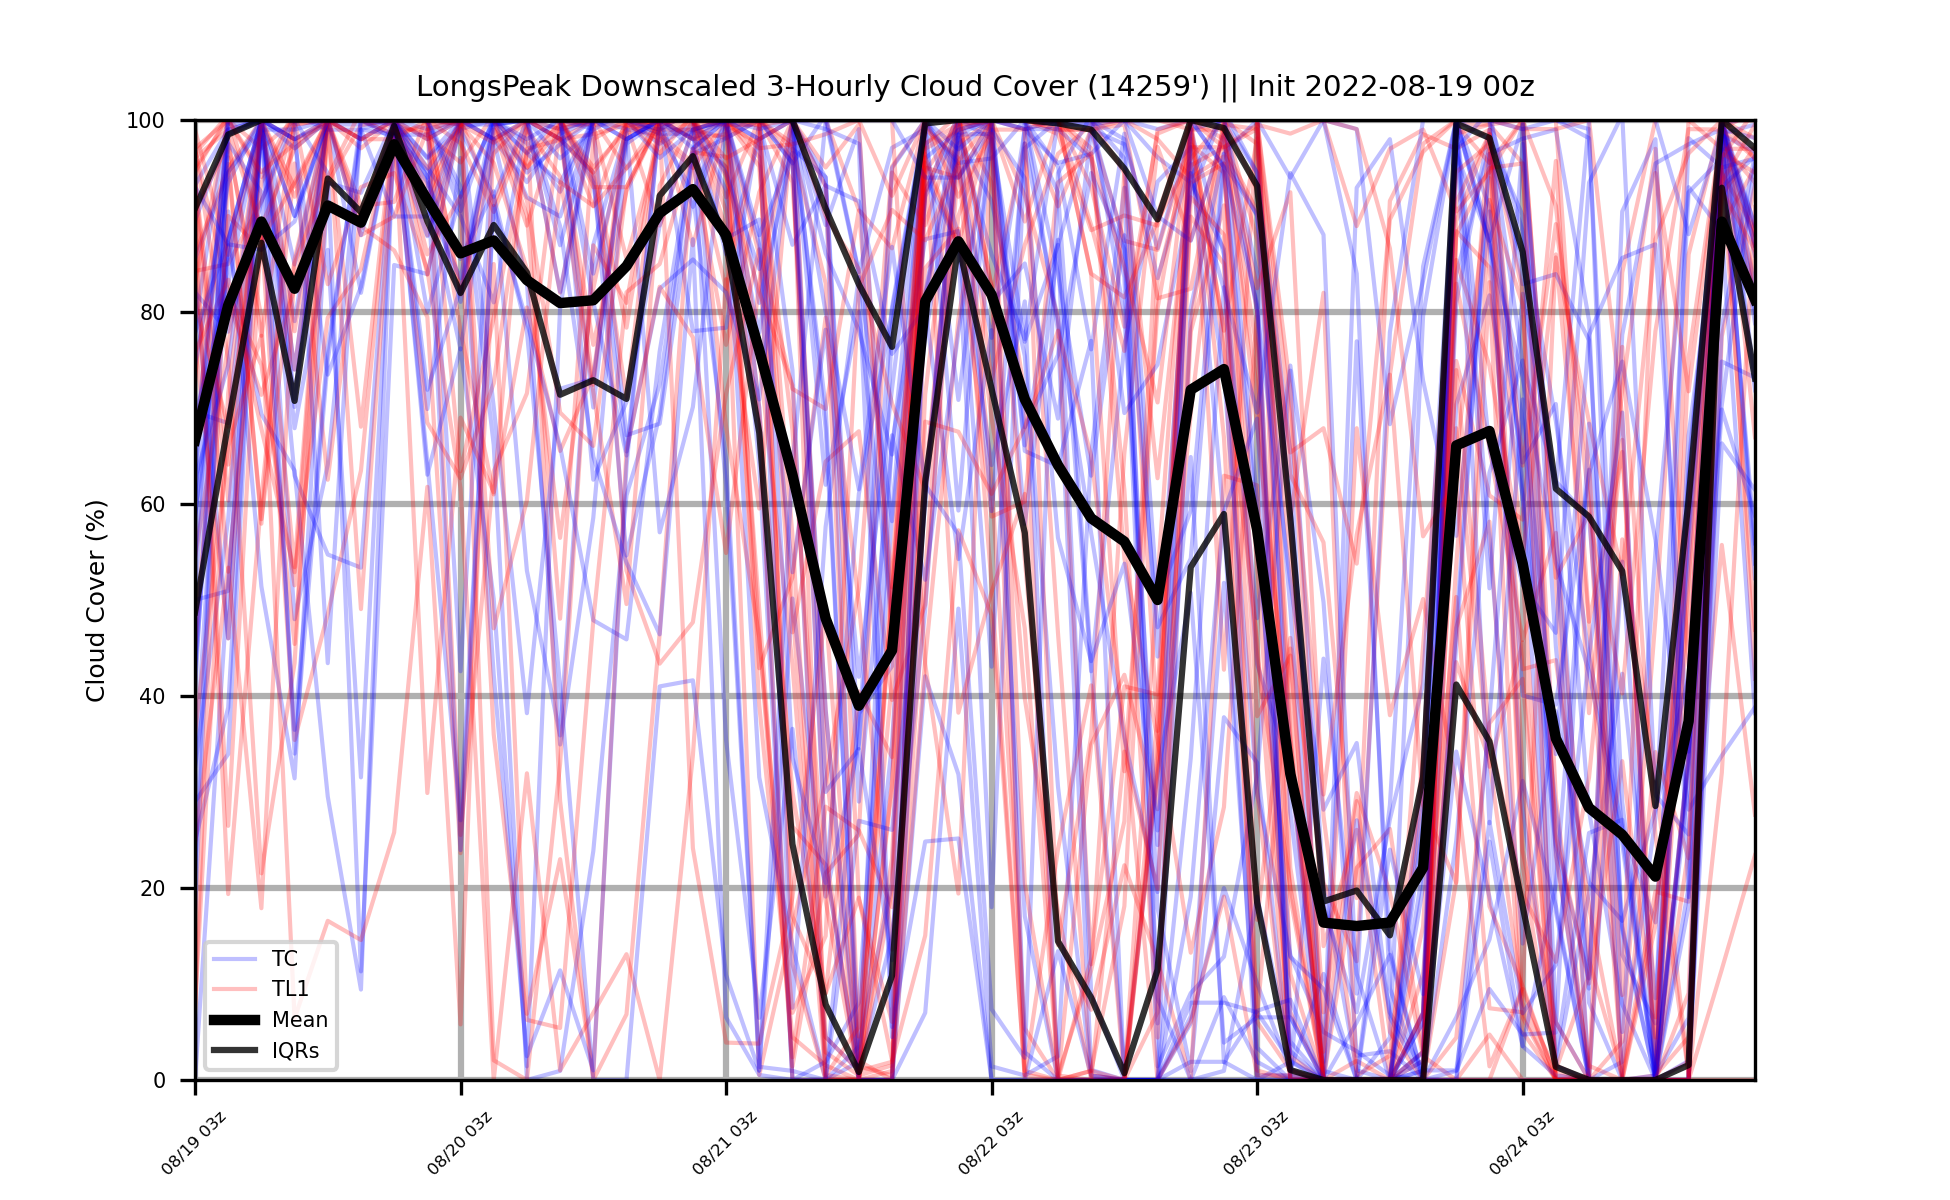 LongsPeak Downscaled 3-Hourly Cloud Cover (14259') || Init 2022-08-19 00z
Cloud Cover (%)
100
80
60
40
20
0
TC
TL1
Mean
IQRs
08/19 03z
08/20 03z
08/21 03z
08/22 03z
08/23 03z
08/24 03z